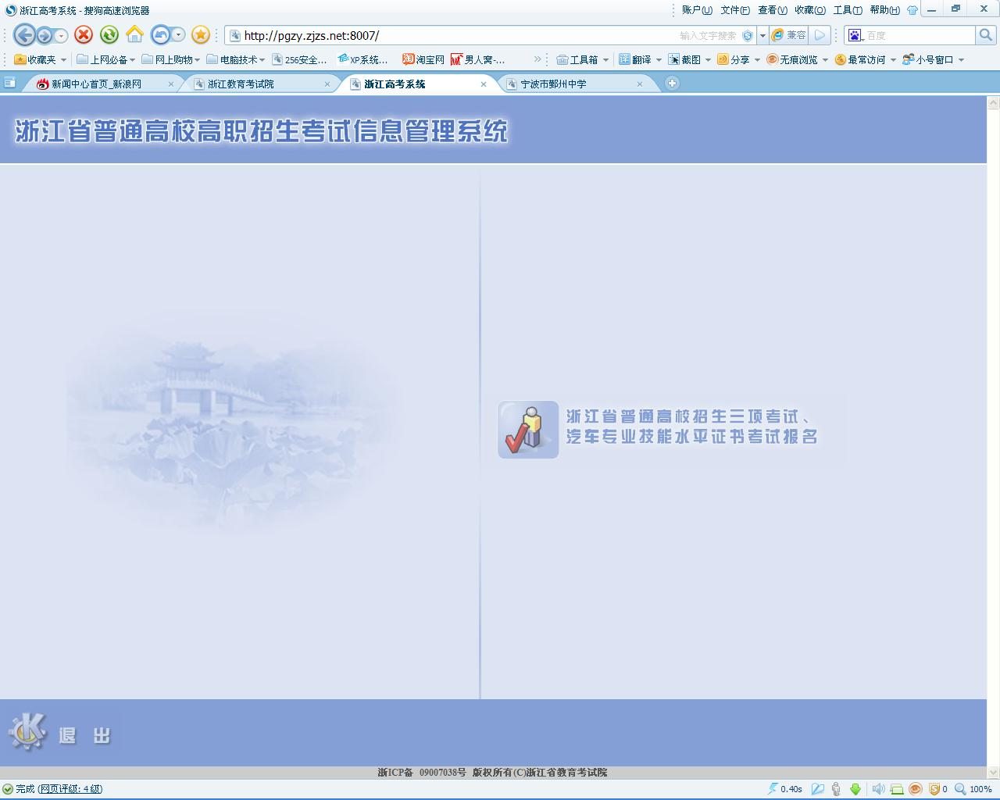 浙江高考系统 - 搜狗高速浏览器
账户(U) 文件(F) 查看(V) 收藏(O) 工具(T) 帮助(H)
http://pgzy.zjzs.net:8007/
输入文字搜索
兼容
百度
收藏夹 上网必备 网上购物 电脑技术 256安全... XP系统... 淘宝网 男人窝-... » 工具箱 翻译 截图 分享 无痕浏览 最常访问 小号窗口
新闻中心首页_新浪网 浙江教育考试院 浙江高考系统 宁波市鄞州中学
浙江省普通高校高职招生考试信息管理系统
浙江省普通高校招生三项考试、
汽车专业技能水平证书考试报名
退 出
浙ICP备 09007038号 版权所有(C)浙江省教育考试院
完成 (网页评级: 4 级) 0.40s 0 100%